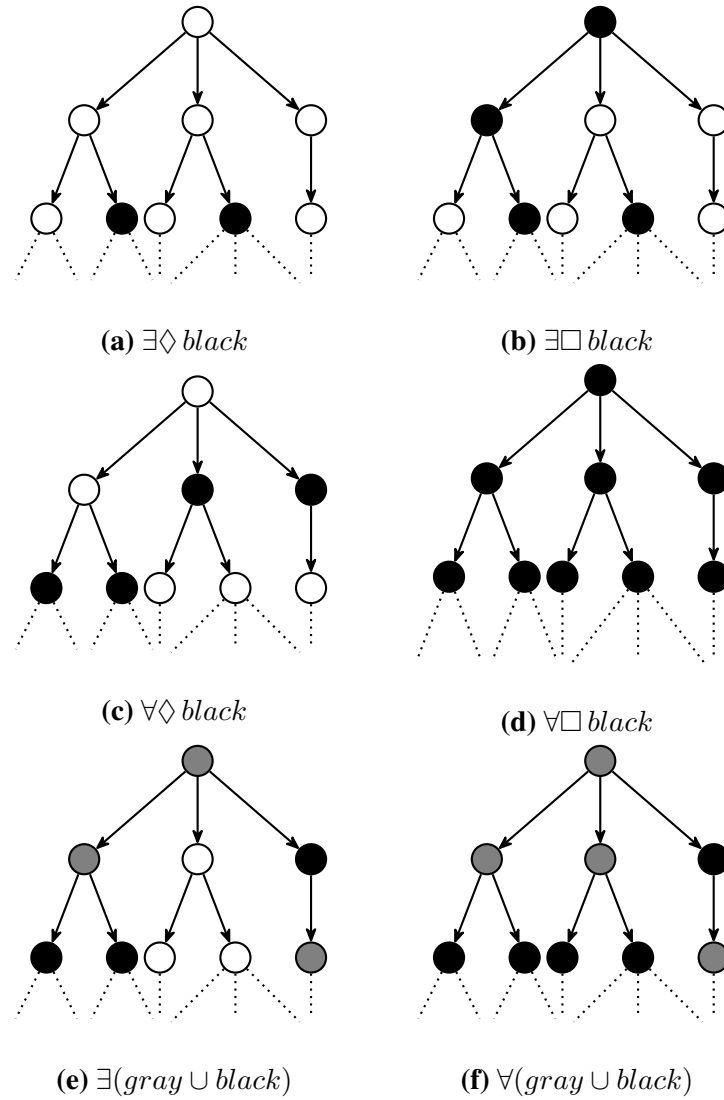 (a) ∃◇ black
(b) ∃□ black
(c) ∀◇ black
(d) ∀□ black
(e) ∃(gray ∪ black)
(f) ∀(gray ∪ black)